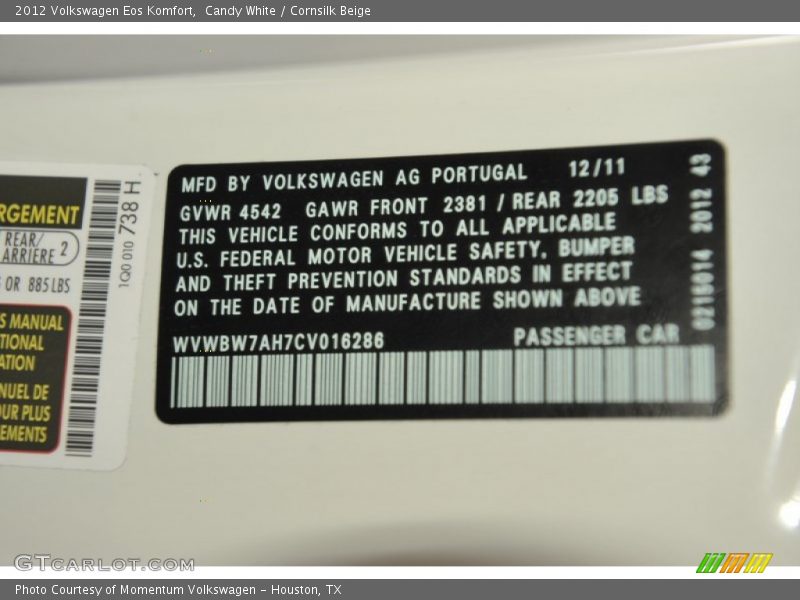 2012 Volkswagen Eos Komfort, Candy White / Cornsilk Beige
RGEMENT
REAR/
ARRIERE 2
OR 885 LBS
S MANUAL
TIONAL
ATION
NUEL DE
OUR PLUS
EMENTS
1Q0 010 738 H
MFD BY VOLKSWAGEN AG PORTUGAL 12/11
GVWR 4542 GAWR FRONT 2381 / REAR 2205 LBS
THIS VEHICLE CONFORMS TO ALL APPLICABLE
U.S. FEDERAL MOTOR VEHICLE SAFETY, BUMPER
AND THEFT PREVENTION STANDARDS IN EFFECT
ON THE DATE OF MANUFACTURE SHOWN ABOVE
WVWBW7AH7CV016286 PASSENGER CAR
0216014 2012 43
GTcarlot.com
Photo Courtesy of Momentum Volkswagen - Houston, TX